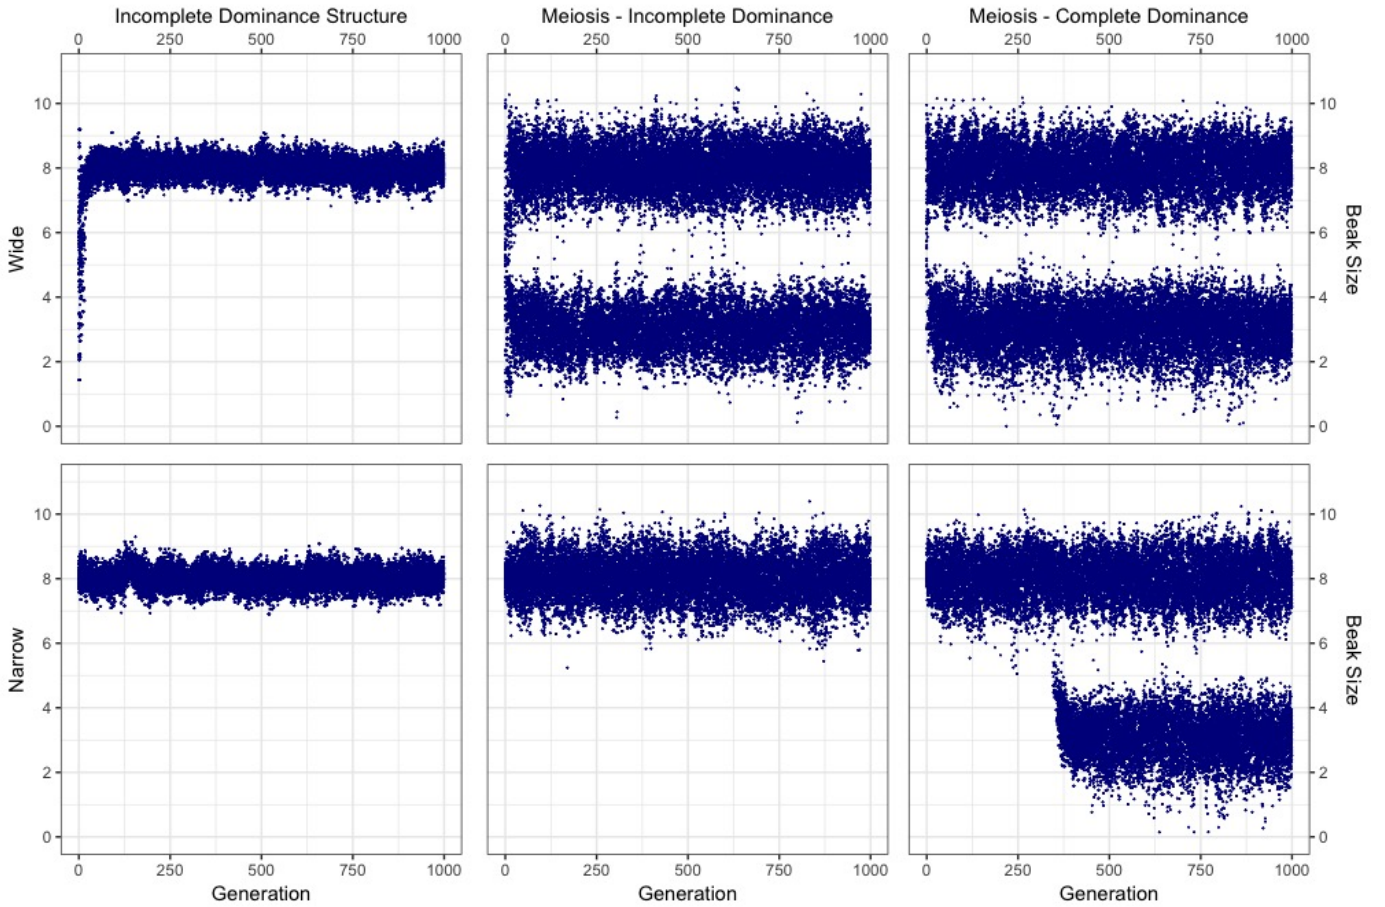 Incomplete Dominance Structure
Meiosis - Incomplete Dominance
Meiosis - Complete Dominance
0 250 500 750 1000
0 250 500 750 1000
0 250 500 750 1000
Wide
10
8
6
4
2
0
10
8
6
4
2
0
Beak Size
Narrow
10
8
6
4
2
0
10
8
6
4
2
0
Beak Size
0 250 500 750 1000
0 250 500 750 1000
0 250 500 750 1000
Generation
Generation
Generation